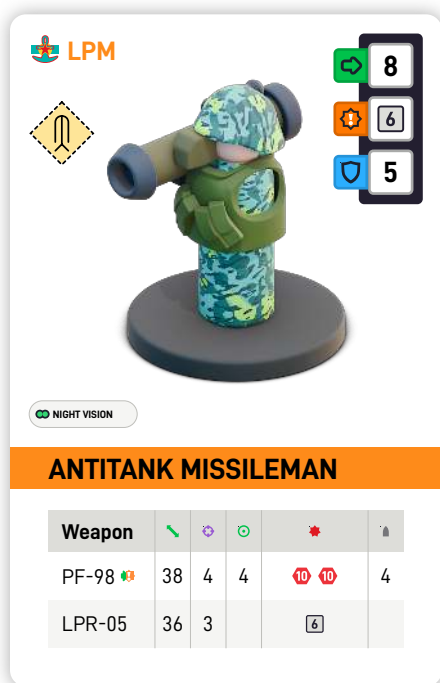 LPM
8
6
5
NIGHT VISION
ANTITANK MISSILEMAN
Weapon
PF-98 38 4 4 10 10 4
LPR-05 36 3 6